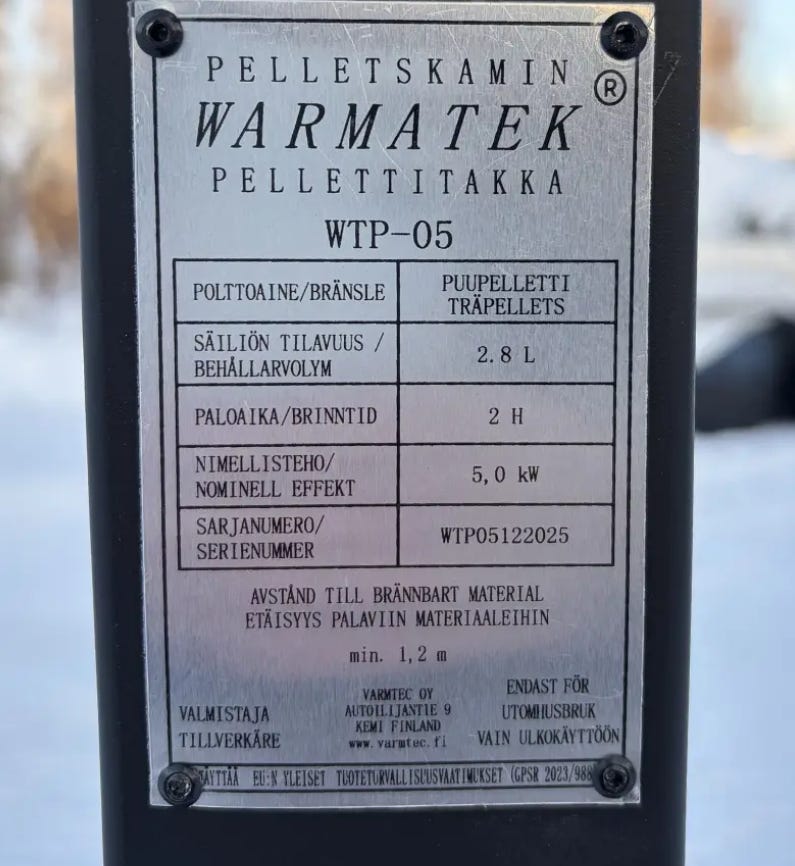 PELLETSKAMIN
WARMATEK ®
PELLETTITAKKA
WTP-05
POLTTOAINE/BRÄNSLE
PUUPELLETTI
TRÄPELLETS
SÄILIÖN TILAVUUS /
BEHÅLLARVOLYM
2.8 L
PALOAIKA/BRINNTID
2 H
NIMELLISTEHO/
NOMINELL EFFEKT
5,0 kW
SARJANUMERO/
SERIENUMMER
WTP05122025
AVSTÅND TILL BRÄNNBART MATERIAL
ETÄISYYS PALAVIIN MATERIAALEIHIN
min. 1,2 m
VALMISTAJA
TILLVERKÄRE
VARMTEC OY
AUTOILIJANTIE 9
KEMI FINLAND
www.varmtec.fi
ENDAST FÖR
UTOMHUSBRUK
VAIN ULKOKÄYTTÖÖN
EU:N YLEISET TUOTETURVALLISUUSVAATIMUKSET (GPSR 2023/988